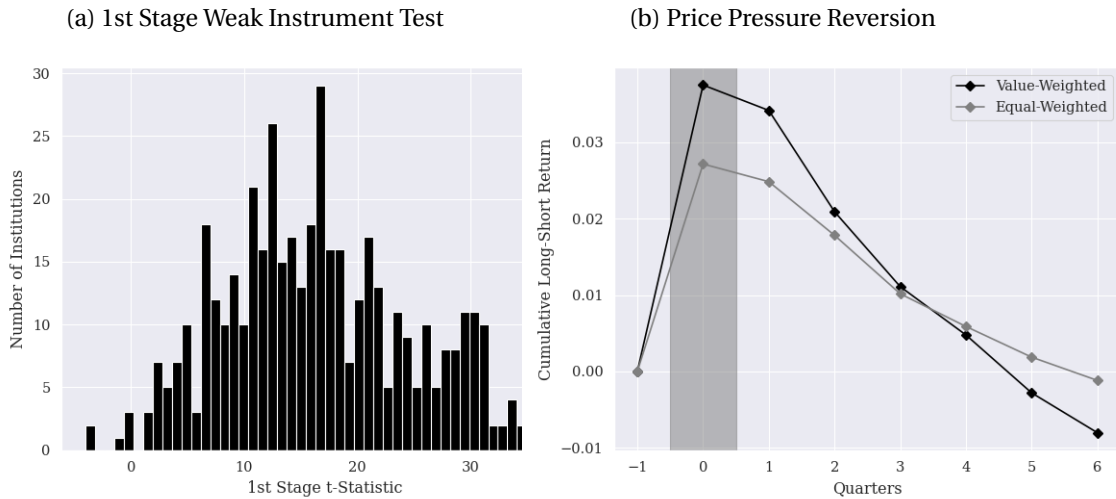 (a) 1st Stage Weak Instrument Test
30
25
20
15
10
5
0
Number of Institutions
0 10 20 30
1st Stage t-Statistic
(b) Price Pressure Reversion
Value-Weighted
Equal-Weighted
0.03
0.02
0.01
0.00
−0.01
Cumulative Long-Short Return
−1 0 1 2 3 4 5 6
Quarters